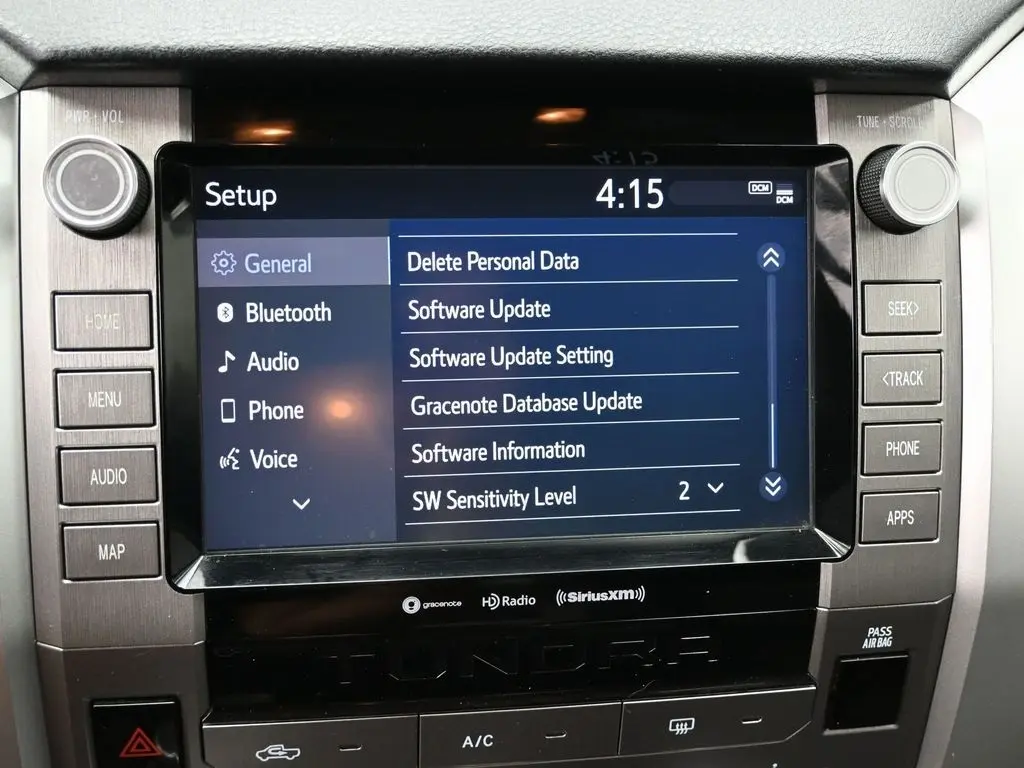 PWR • VOL
TUNE • SCROLL
Setup
4:15
DCM
DCM
General
Bluetooth
Audio
Phone
Voice
Delete Personal Data
Software Update
Software Update Setting
Gracenote Database Update
Software Information
SW Sensitivity Level 2
HOME
MENU
AUDIO
MAP
SEEK>
<TRACK
PHONE
APPS
gracenote
HD Radio
((SiriusXM))
TUNDRA
PASS
AIR BAG
A/C